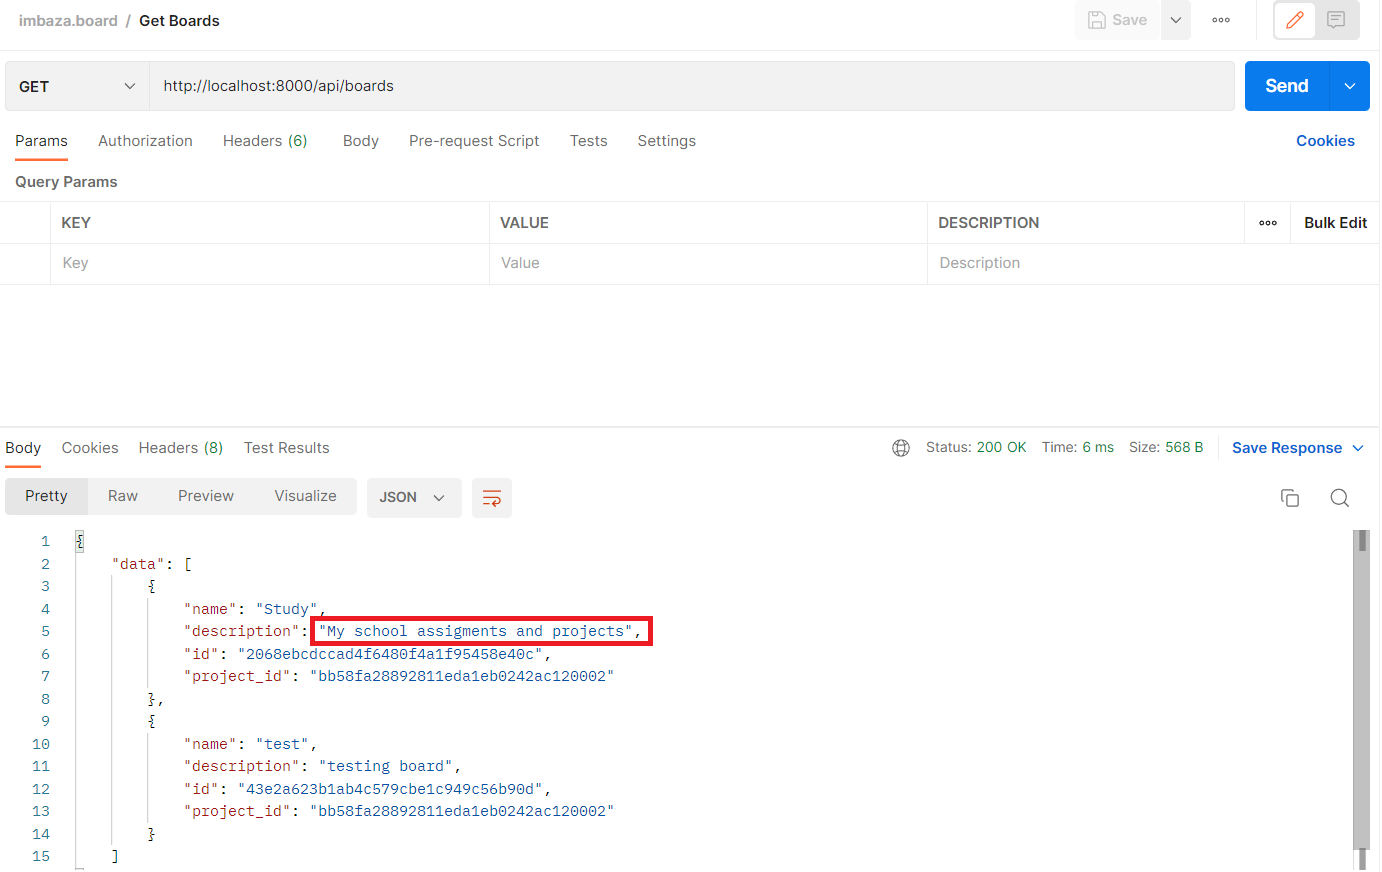 imbaza.board / Get Boards
Save
GET http://localhost:8000/api/boards Send
Params Authorization Headers (6) Body Pre-request Script Tests Settings Cookies
Query Params
KEY VALUE DESCRIPTION Bulk Edit
Key Value Description
Body Cookies Headers (8) Test Results Status: 200 OK Time: 6 ms Size: 568 B Save Response
Pretty Raw Preview Visualize JSON
1 {
2 "data": [
3 {
4 "name": "Study",
5 "description": "My school assigments and projects",
6 "id": "2068ebcdccad4f6480f4a1f95458e40c",
7 "project_id": "bb58fa28892811eda1eb0242ac120002"
8 },
9 {
10 "name": "test",
11 "description": "testing board",
12 "id": "43e2a623b1ab4c579cbe1c949c56b90d",
13 "project_id": "bb58fa28892811eda1eb0242ac120002"
14 }
15 ]